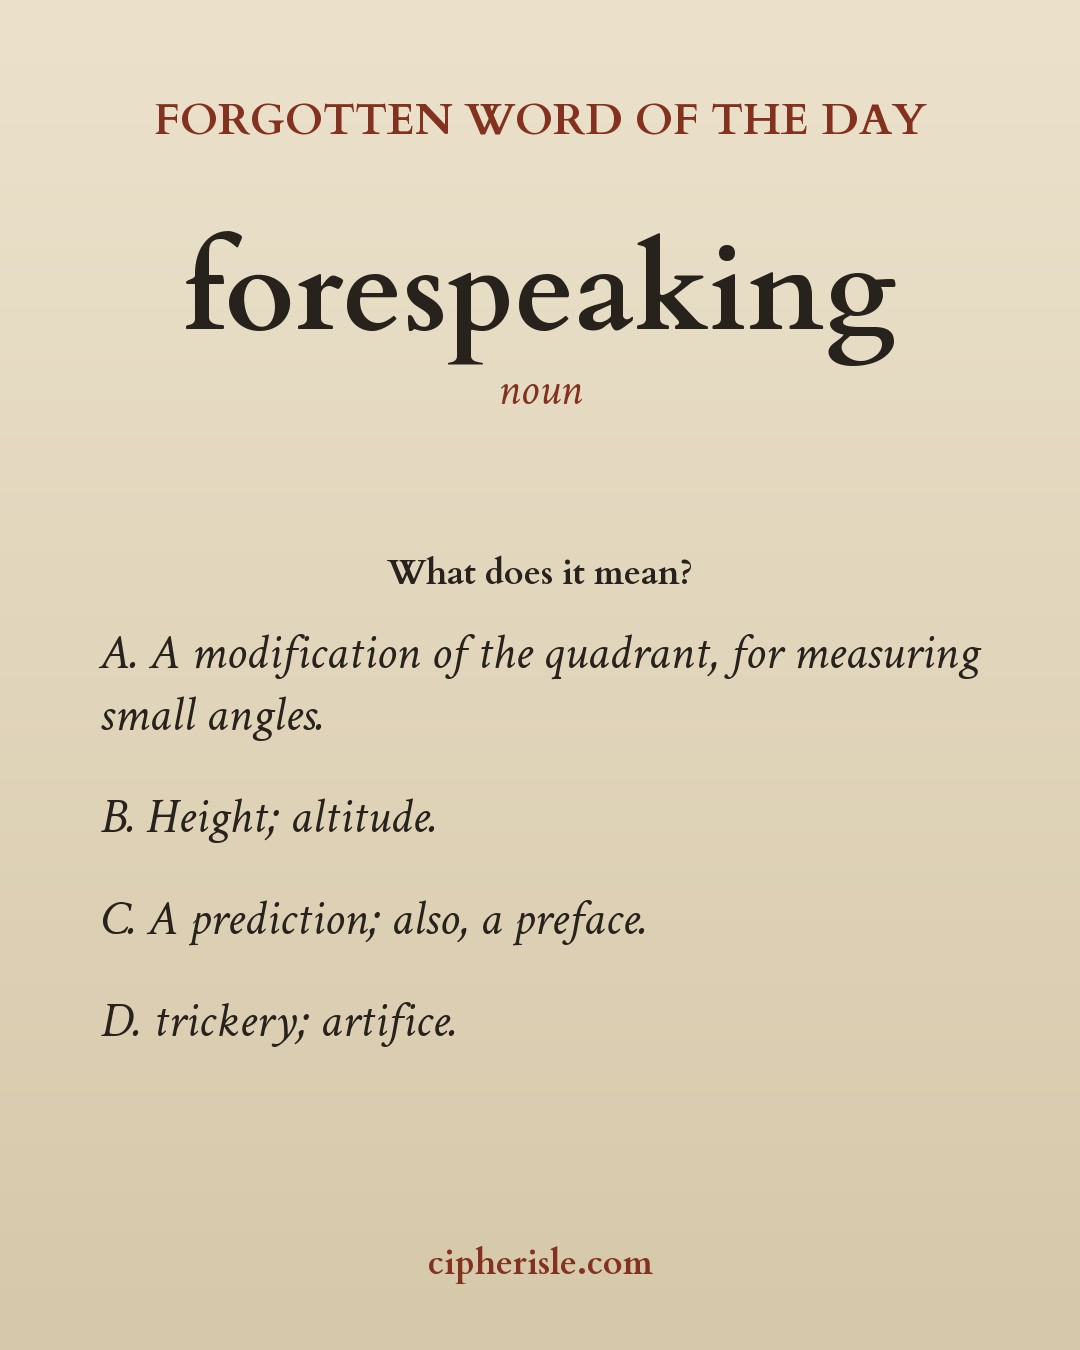 FORGOTTEN WORD OF THE DAY
forespeaking
noun
What does it mean?
A. A modification of the quadrant, for measuring
small angles.
B. Height; altitude.
C. A prediction; also, a preface.
D. trickery; artifice.
cipherisle.com